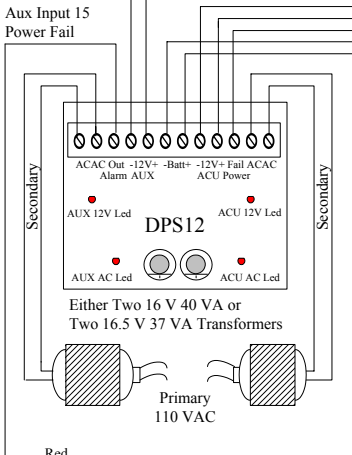 Aux Input 15
Power Fail
ACAC Out -12V+ -Batt+ -12V+ Fail ACAC
Alarm AUX ACU Power
Secondary
Secondary
AUX 12V Led
ACU 12V Led
DPS12
AUX AC Led
ACU AC Led
Either Two 16 V 40 VA or
Two 16.5 V 37 VA Transformers
Primary
110 VAC
Red